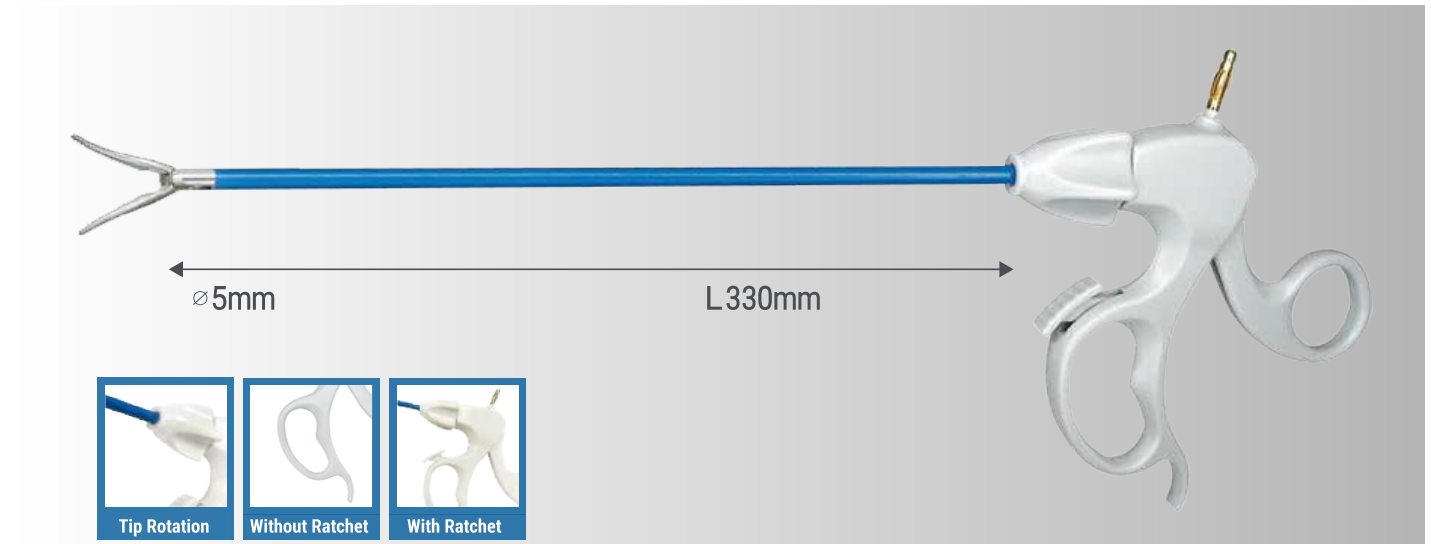 ⌀5mm
L330mm
Tip Rotation
Without Ratchet
With Ratchet